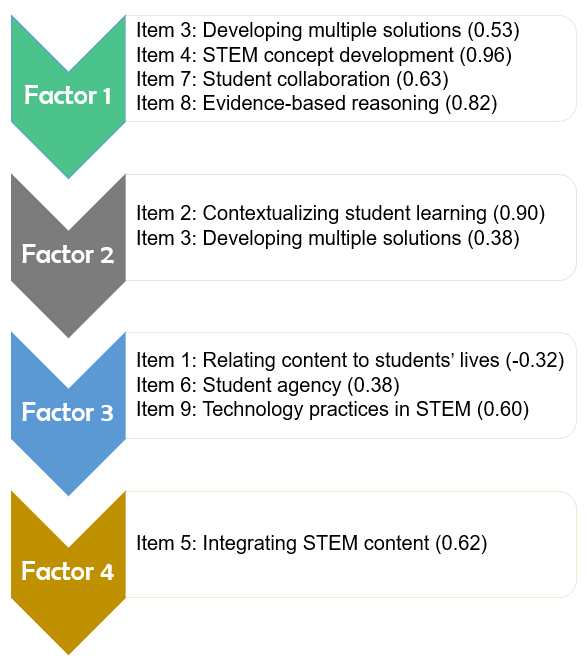 Factor 1
Item 3: Developing multiple solutions (0.53)
Item 4: STEM concept development (0.96)
Item 7: Student collaboration (0.63)
Item 8: Evidence-based reasoning (0.82)
Factor 2
Item 2: Contextualizing student learning (0.90)
Item 3: Developing multiple solutions (0.38)
Factor 3
Item 1: Relating content to students’ lives (-0.32)
Item 6: Student agency (0.38)
Item 9: Technology practices in STEM (0.60)
Factor 4
Item 5: Integrating STEM content (0.62)